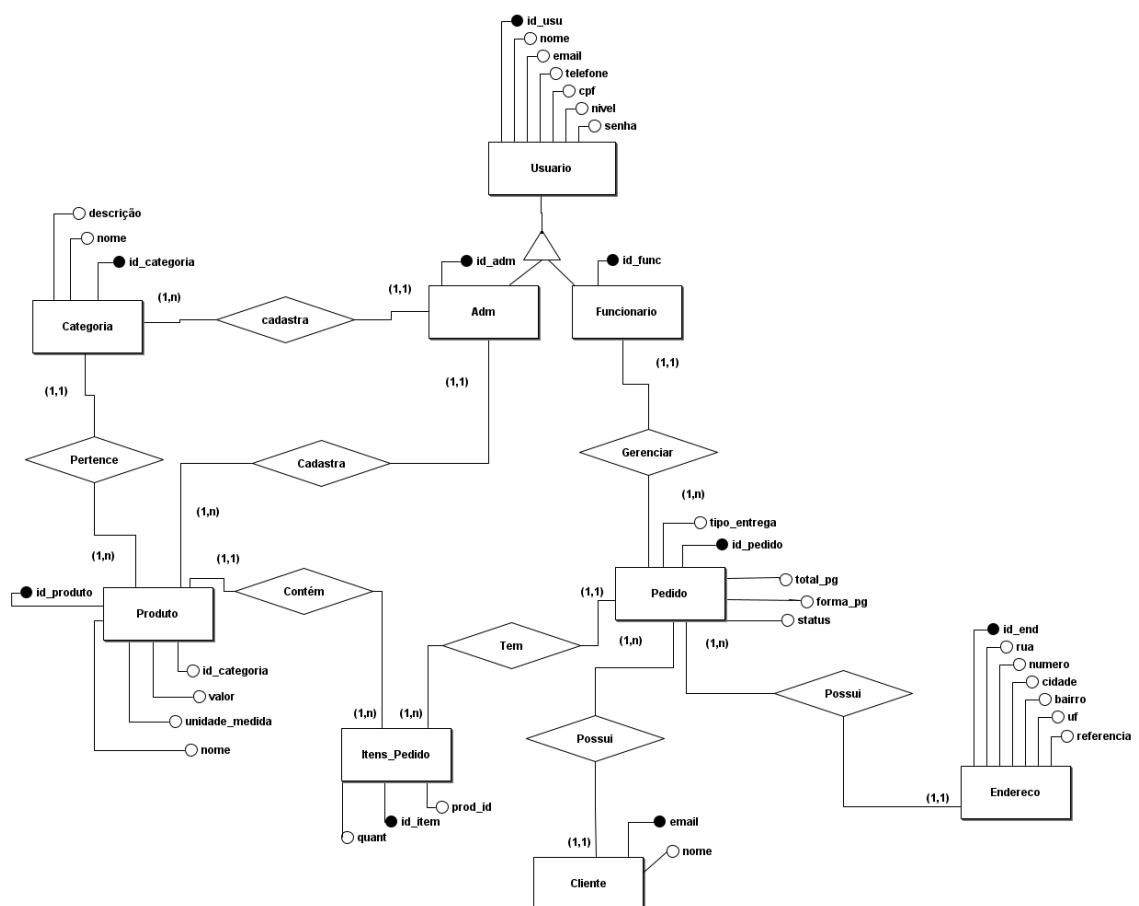 id_usu
nome
email
telefone
cpf
nivel
senha
Usuario
descrição
nome
id_categoria
id_adm
id_func
(1,n)
(1,1)
Categoria
cadastra
Adm
Funcionario
(1,1)
(1,1)
(1,1)
Pertence
Cadastra
Gerenciar
(1,n)
(1,n)
(1,n)
(1,1)
tipo_entrega
id_pedido
id_produto
Produto
Contém
(1,1)
Pedido
total_pg
forma_pg
status
Tem
(1,n)
(1,n)
id_categoria
valor
unidade_medida
nome
id_end
rua
numero
cidade
bairro
uf
referencia
Possui
(1,n)
(1,n)
Possui
Itens_Pedido
Endereco
(1,1)
prod_id
id_item
quant
(1,1)
email
nome
Cliente